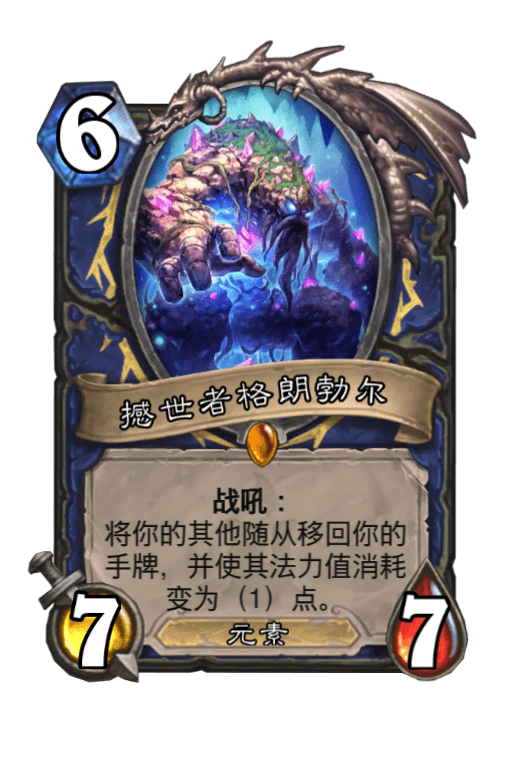 6
撼世者格朗勃尔
战吼：
将你的其他随从移回你的
手牌，并使其法力值消耗
变为（1）点。
元素
7
7